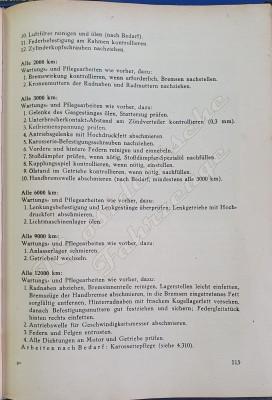 10. Luftfilter reinigen und ölen (nach Bedarf).
11. Federbefestigung am Rahmen kontrollieren.
12. Zylinderkopfschrauben nachziehen.
Alle 2000 km:
Wartungs- und Pflegearbeiten wie vorher, dazu:
1. Bremswirkung kontrollieren, wenn erforderlich, Bremsen nachstellen.
2. Kronenmuttern der Radnaben und Radmuttern nachziehen.
Alle 3000 km:
Wartungs- und Pflegearbeiten wie vorher, dazu:
1. Gelenke des Gasgestänges ölen, Starterzug prüfen.
2. Unterbrecherkontakt-Abstand am Zündverteiler kontrollieren (0,3 mm).
3. Keilriemenspannung prüfen.
4. Antriebsgelenke mit Hochdruckfett abschmieren.
5. Karosserie-Befestigungsschrauben nachziehen.
6. Vordere und hintere Federn reinigen und einsprühen.
7. Stoßdämpfer prüfen, wenn nötig, Stoßdämpfer-Spezialöl nachfüllen.
8. Kupplungsspiel kontrollieren, wenn nötig, einstellen.
9. Ölstand im Getriebe kontrollieren, wenn nötig, nachfüllen.
10. Handbremswelle abschmieren (nach Bedarf, mindestens alle 3000 km).
Alle 6000 km:
Wartungs- und Pflegearbeiten wie vorher, dazu:
1. Lenkungsbefestigung und Lenkgestänge überprüfen; Lenkgetriebe mit Hoch-
druckfett abschmieren.
2. Lichtmaschinenlager ölen.
Alle 9000 km:
Wartungs- und Pflegearbeiten wie vorher, dazu:
1. Anlasserlager schmieren.
2. Getriebeöl wechseln.
Alle 12000 km:
Wartungs- und Pflegearbeiten wie vorher, dazu:
1. Radnaben abziehen, Bremsinnenteile reinigen, Lagerstellen leicht einfetten,
Bremszüge der Handbremse abschmieren, in die Bremsen eingetretenes Fett
sorgfältig entfernen, Hinterradnaben mit frischem Kugellagerfett versehen,
danach Befestigungsmuttern gut festziehen und sichern; Federgleitstück
hinten rechts einfetten.
2. Antriebswelle für Geschwindigkeitsmesser abschmieren.
3. Federn und Felgen entrosten.
4. Alle Dichtungen an Motor und Getriebe prüfen.
Arbeiten nach Bedarf: Karosseriepflege (siehe 4.310).
113